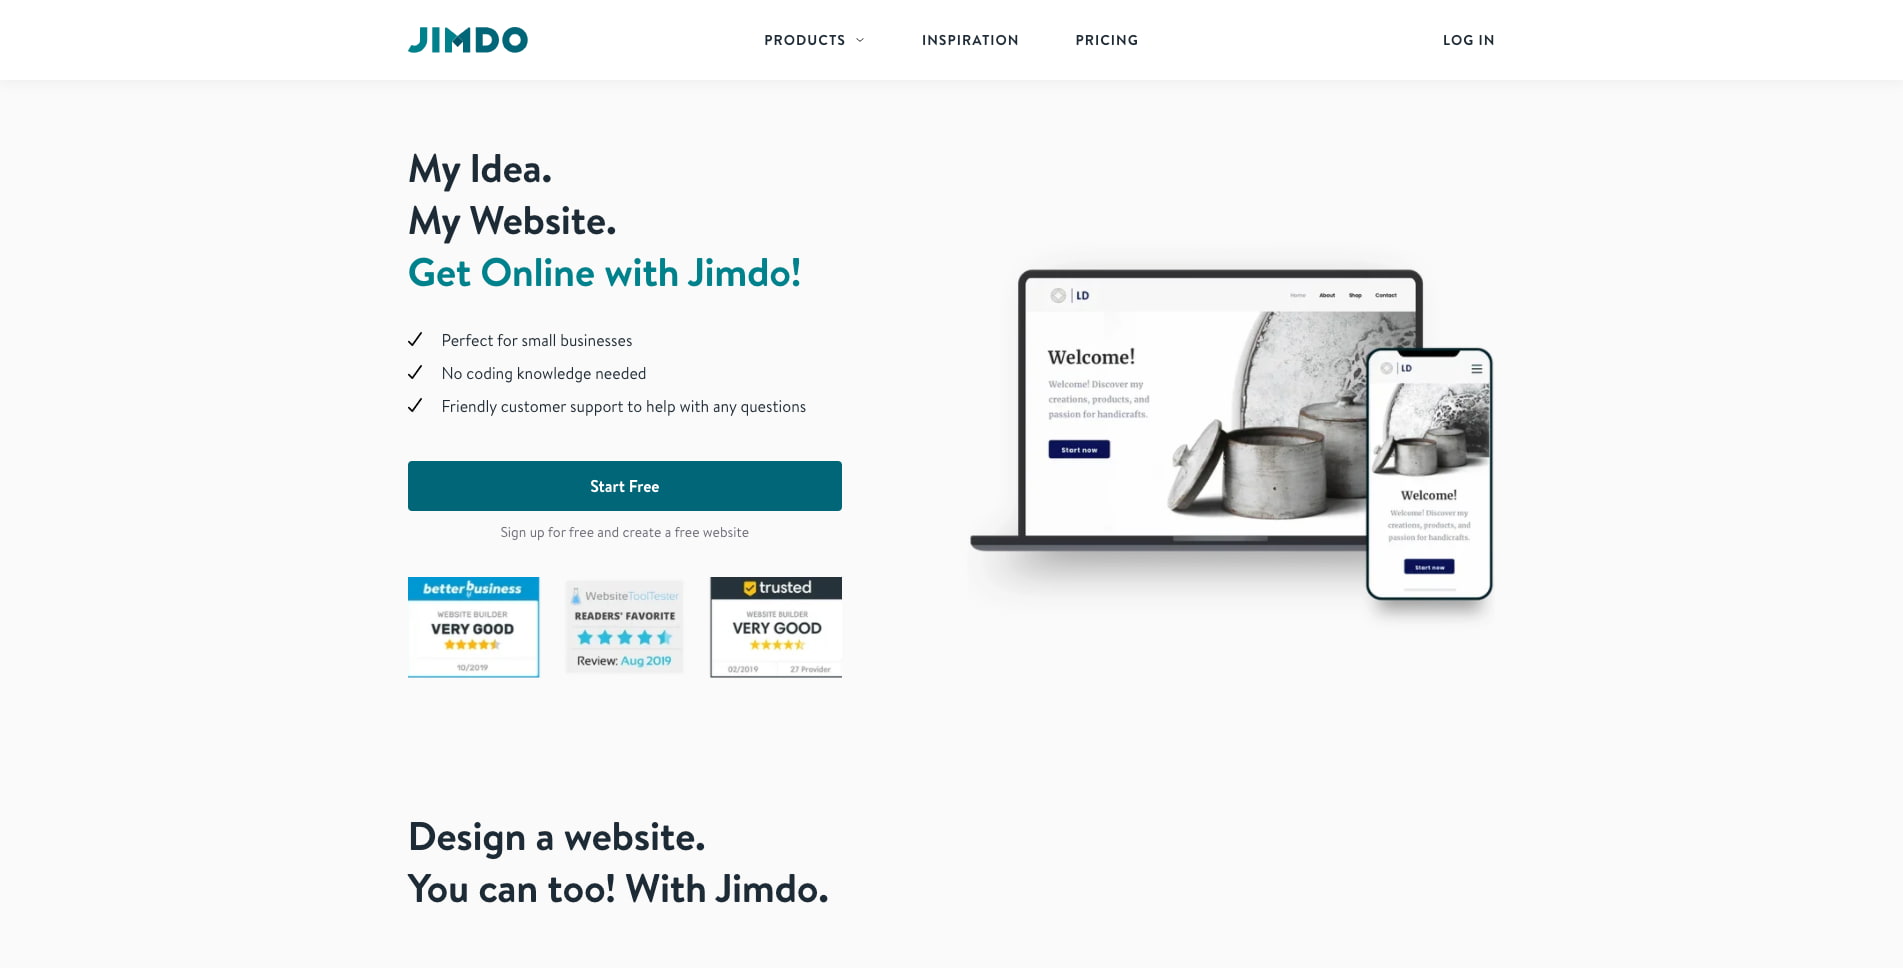 JIMDO
PRODUCTS
INSPIRATION
PRICING
LOG IN
My Idea.
My Website.
Get Online with Jimdo!
Perfect for small businesses
No coding knowledge needed
Friendly customer support to help with any questions
Start Free
Sign up for free and create a free website
betterbusiness
WEBSITE BUILDER
VERY GOOD
10/2019
WebsiteToolTester
READERS' FAVORITE
Review: Aug 2019
trusted
WEBSITE BUILDER
VERY GOOD
02/2019
27 Provider
LD
Home
About
Shop
Contact
Welcome!
Welcome! Discover my
creations, products, and
passion for handicrafts.
Start now
LD
Welcome!
Welcome! Discover my
creations, products, and
passion for handicrafts.
Start now
Design a website.
You can too! With Jimdo.